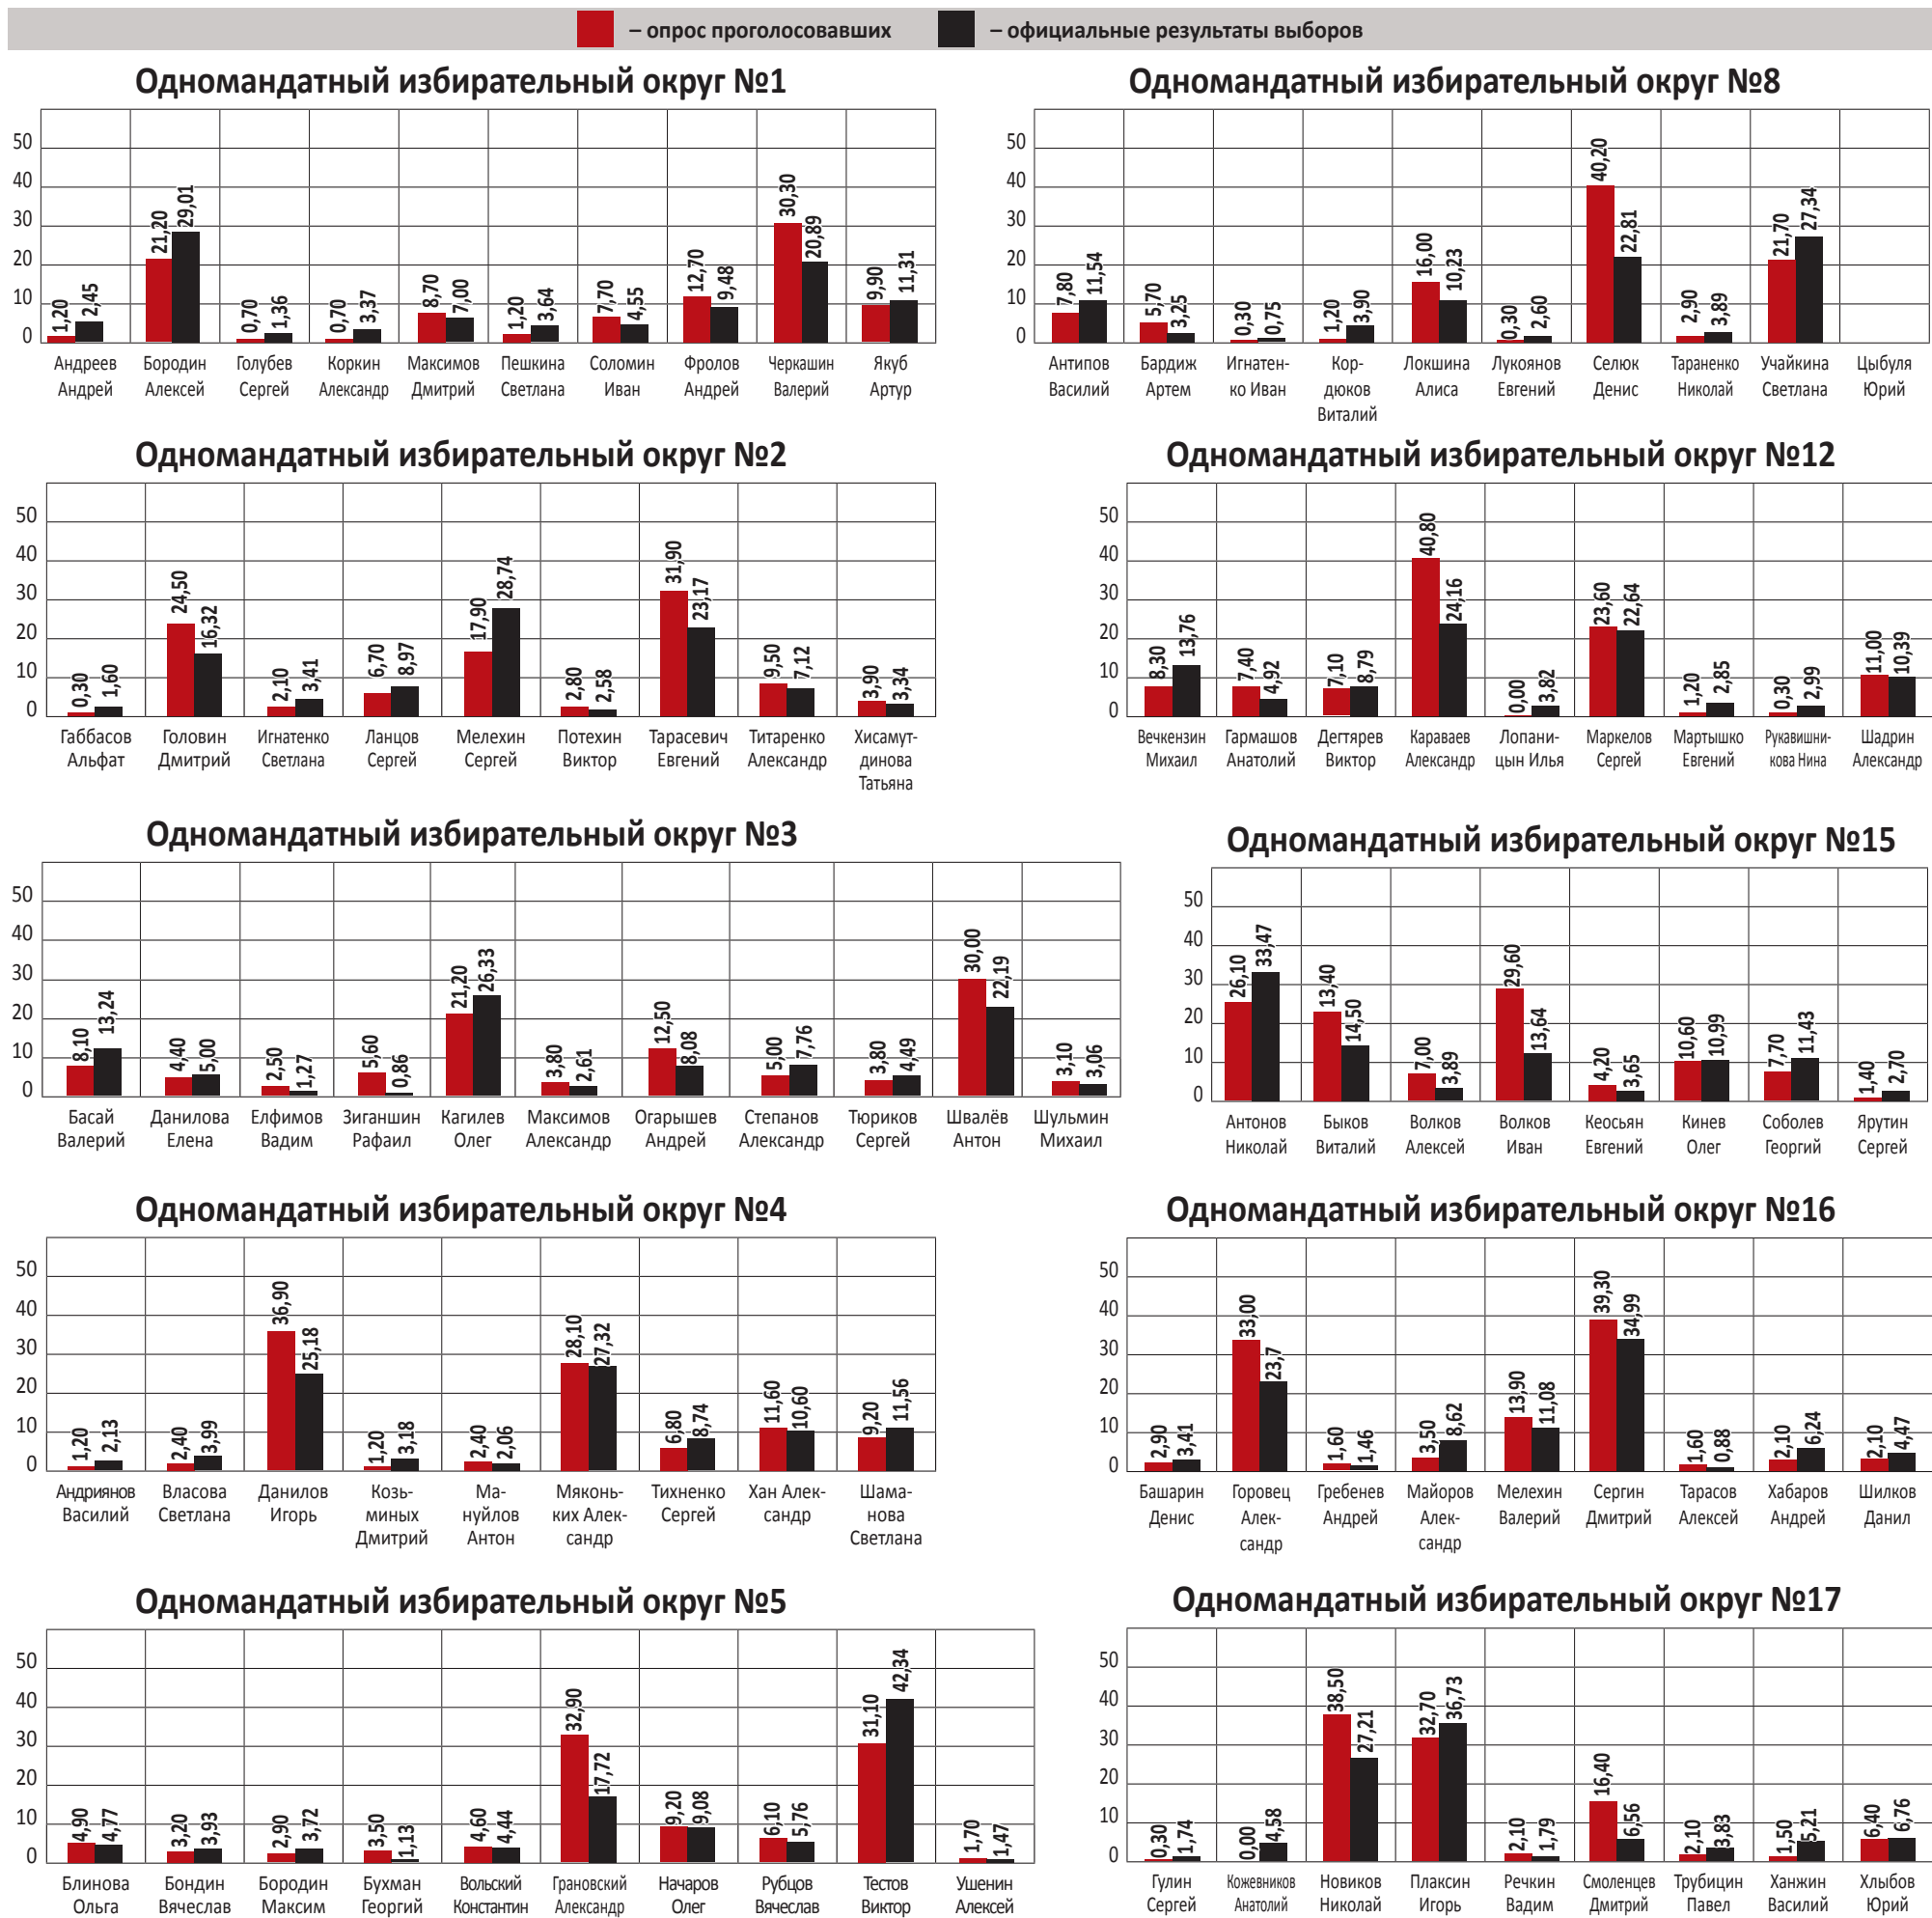 – опрос проголосовавших – официальные результаты выборов
Одномандатный избирательный округ №1
50
40
30
20
10
0
1,20 2,45 21,20 29,01 0,70 1,36 0,70 3,37 8,70 7,00 1,20 3,64 7,70 4,55 12,70 9,48 30,30 20,89 9,90 11,31
Андреев Бородин Голубев Коркин Максимов Пешкина Соломин Фролов Черкашин Якуб
Андрей Алексей Сергей Александр Дмитрий Светлана Иван Андрей Валерий Артур
Одномандатный избирательный округ №8
50
40
30
20
10
0
7,80 11,54 5,70 3,25 0,30 0,75 1,20 3,90 16,00 10,23 0,30 2,60 40,20 22,81 2,90 3,89 21,70 27,34
Антипов Бардиж Игнатен- Кор- Локшина Лукоянов Селюк Тараненко Учайкина Цыбуля
Василий Артем ко Иван дюков Алиса Евгений Денис Николай Светлана Юрий
Виталий
Одномандатный избирательный округ №2
50
40
30
20
10
0
0,30 1,60 24,50 16,32 2,10 3,41 6,70 8,97 17,90 28,74 2,80 2,58 31,90 23,17 9,50 7,12 3,90 3,34
Габбасов Головин Игнатенко Ланцов Мелехин Потехин Тарасевич Титаренко Хисамут-
Альфат Дмитрий Светлана Сергей Сергей Виктор Евгений Александр динова
Татьяна
Одномандатный избирательный округ №12
50
40
30
20
10
0
8,30 13,76 7,40 4,92 7,10 8,79 40,80 24,16 0,00 3,82 23,60 22,64 1,20 2,85 0,30 2,99 11,00 10,39
Вечкензин Гармашов Дегтярев Караваев Лопани- Маркелов Мартышко Рукавишни- Шадрин
Михаил Анатолий Виктор Александр цын Илья Сергей Евгений кова Нина Александр
Одномандатный избирательный округ №3
50
40
30
20
10
0
8,10 13,24 4,40 5,00 2,50 1,27 5,60 0,86 21,20 26,33 3,80 2,61 12,50 8,08 5,00 7,76 3,80 4,49 30,00 22,19 3,10 3,06
Басай Данилова Елфимов Зиганшин Кагилев Максимов Огарышев Степанов Тюриков Швалёв Шульмин
Валерий Елена Вадим Рафаил Олег Александр Андрей Александр Сергей Антон Михаил
Одномандатный избирательный округ №15
50
40
30
20
10
0
26,10 33,47 13,40 14,50 7,00 3,89 29,60 13,64 4,20 3,65 10,60 10,99 7,70 11,43 1,40 2,70
Антонов Быков Волков Волков Кеосьян Кинев Соболев Ярутин
Николай Виталий Алексей Иван Евгений Олег Георгий Сергей
Одномандатный избирательный округ №4
50
40
30
20
10
0
1,20 2,13 2,40 3,99 36,90 25,18 1,20 3,18 2,40 2,06 28,10 27,32 6,80 8,74 11,60 10,60 9,20 11,56
Андриянов Власова Данилов Козь- Ма- Мяконь- Тихненко Хан Алек- Шама-
Василий Светлана Игорь миных нуйлов ких Алек- Сергей сандр нова
Дмитрий Антон сандр Светлана
Одномандатный избирательный округ №16
50
40
30
20
10
0
2,90 3,41 33,00 23,7 1,60 1,46 3,50 8,62 13,90 11,08 39,30 34,99 1,60 0,88 2,10 6,24 2,10 4,47
Башарин Горовец Гребенев Майоров Мелехин Сергин Тарасов Хабаров Шилков
Денис Алек- Андрей Алек- Валерий Дмитрий Алексей Андрей Данил
сандр сандр
Одномандатный избирательный округ №5
50
40
30
20
10
0
4,90 4,77 3,20 3,93 2,90 3,72 3,50 1,13 4,60 4,44 32,90 17,72 9,20 9,08 6,10 5,76 31,10 42,34 1,70 1,47
Блинова Бондин Бородин Бухман Вольский Грановский Начаров Рубцов Тестов Ушенин
Ольга Вячеслав Максим Георгий Константин Александр Олег Вячеслав Виктор Алексей
Одномандатный избирательный округ №17
50
40
30
20
10
0
0,30 1,74 0,00 4,58 38,50 27,21 32,70 36,73 2,10 1,79 16,40 6,56 2,10 3,83 1,50 5,21 6,40 6,76
Гулин Кожевников Новиков Плаксин Речкин Смоленцев Трубицин Ханжин Хлыбов
Сергей Анатолий Николай Игорь Вадим Дмитрий Павел Василий Юрий